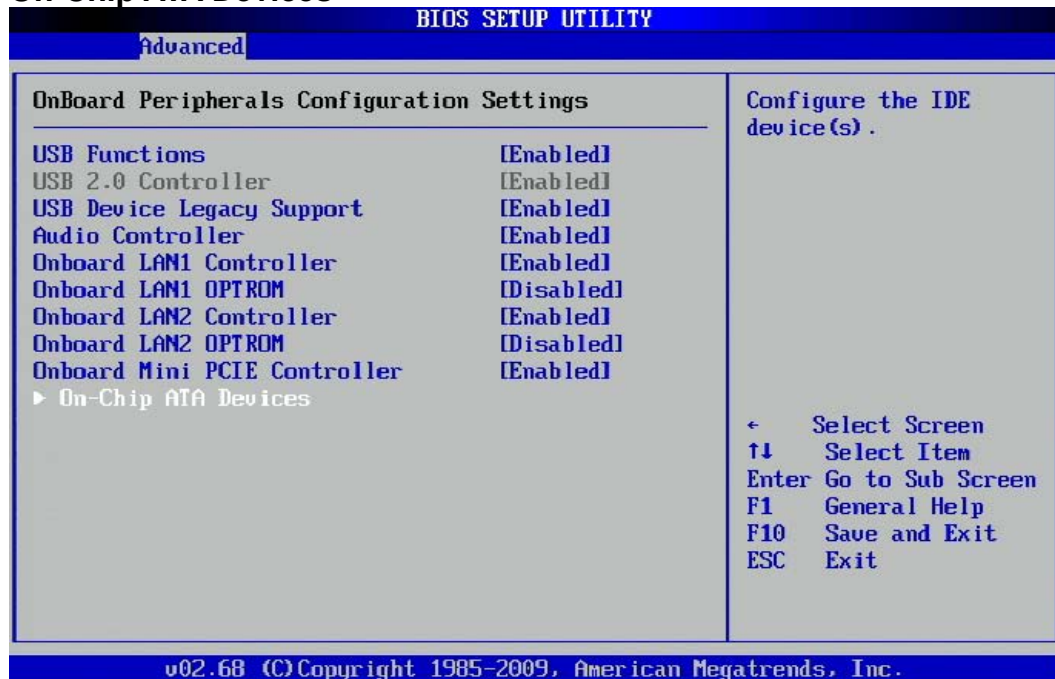 On-Chip ATA Devices
BIOS SETUP UTILITY
Advanced
OnBoard Peripherals Configuration Settings
USB Functions [Enabled]
USB 2.0 Controller [Enabled]
USB Device Legacy Support [Enabled]
Audio Controller [Enabled]
Onboard LAN1 Controller [Enabled]
Onboard LAN1 OPTROM [Disabled]
Onboard LAN2 Controller [Enabled]
Onboard LAN2 OPTROM [Disabled]
Onboard Mini PCIE Controller [Enabled]
▶ On-Chip ATA Devices
Configure the IDE
device(s).
← Select Screen
↑↓ Select Item
Enter Go to Sub Screen
F1 General Help
F10 Save and Exit
ESC Exit
v02.68 (C)Copyright 1985-2009, American Megatrends, Inc.